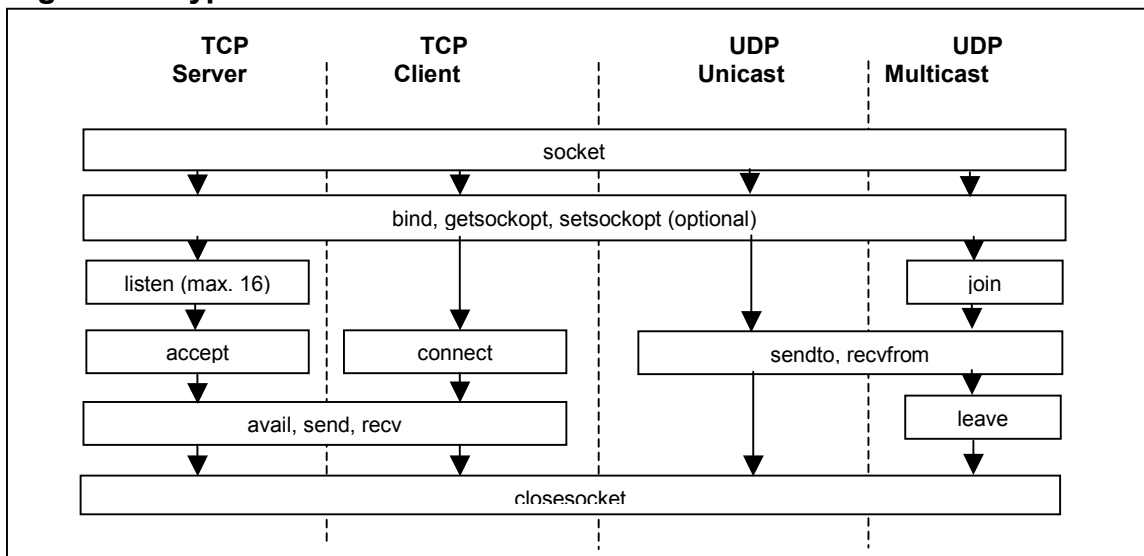 TCP TCP UDP UDP
Server Client Unicast Multicast
socket
bind, getsockopt, setsockopt (optional)
listen (max. 16) join
accept connect sendto, recvfrom
avail, send, recv leave
closesocket